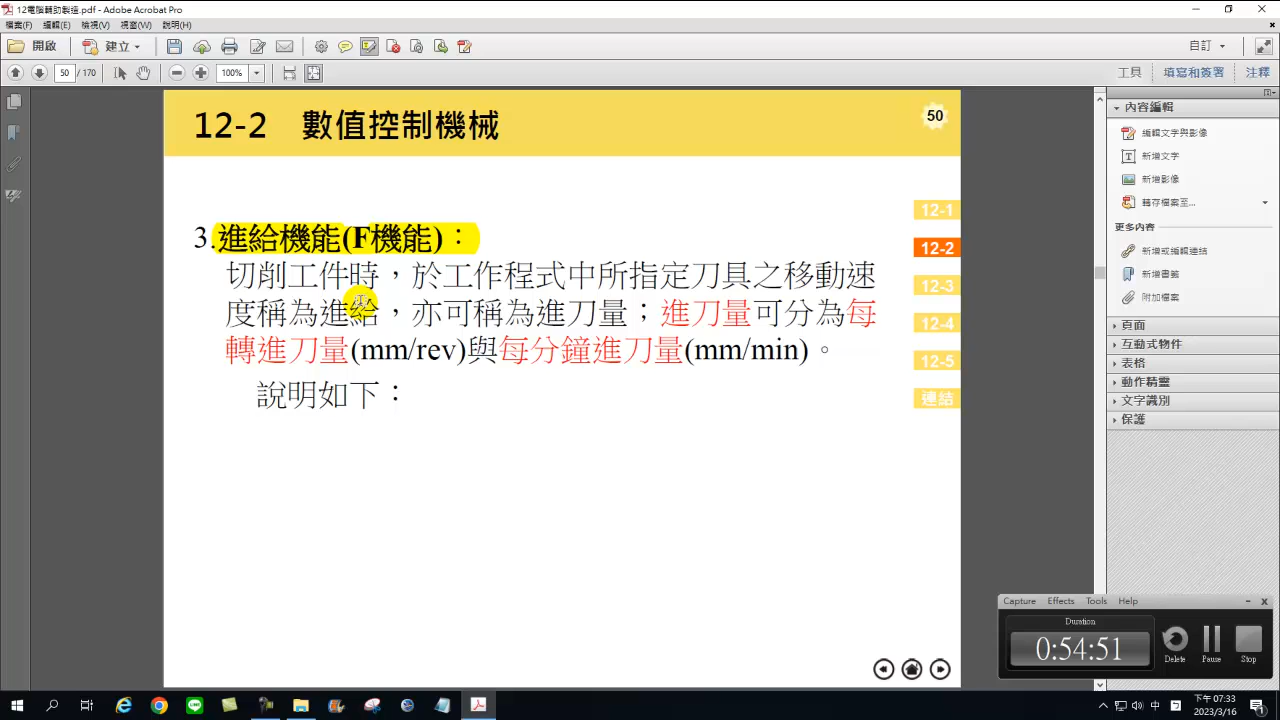 12電腦輔助製造.pdf - Adobe Acrobat Pro
檔案(F) 編輯(E) 檢視(V) 視窗(W) 說明(H)
開啟 建立 自訂
50 / 170 100% 工具 填寫和簽署 注釋
12-2 數值控制機械
50
3.進給機能(F機能)：
切削工件時，於工作程式中所指定刀具之移動速
度稱為進給，亦可稱為進刀量；進刀量可分為每
轉進刀量(mm/rev)與每分鐘進刀量(mm/min)。
說明如下：
12-1
12-2
12-3
12-4
12-5
連結
內容編輯
編輯文字與影像
新增文字
新增影像
轉存檔案至...
更多內容
新增或編輯連結
新增書籤
附加檔案
頁面
互動式物件
表格
動作精靈
文字識別
保護
Capture Effects Tools Help
Duration
0:54:51
Delete Pause Stop
LINE
中
下午 07:33
2023/3/16
1